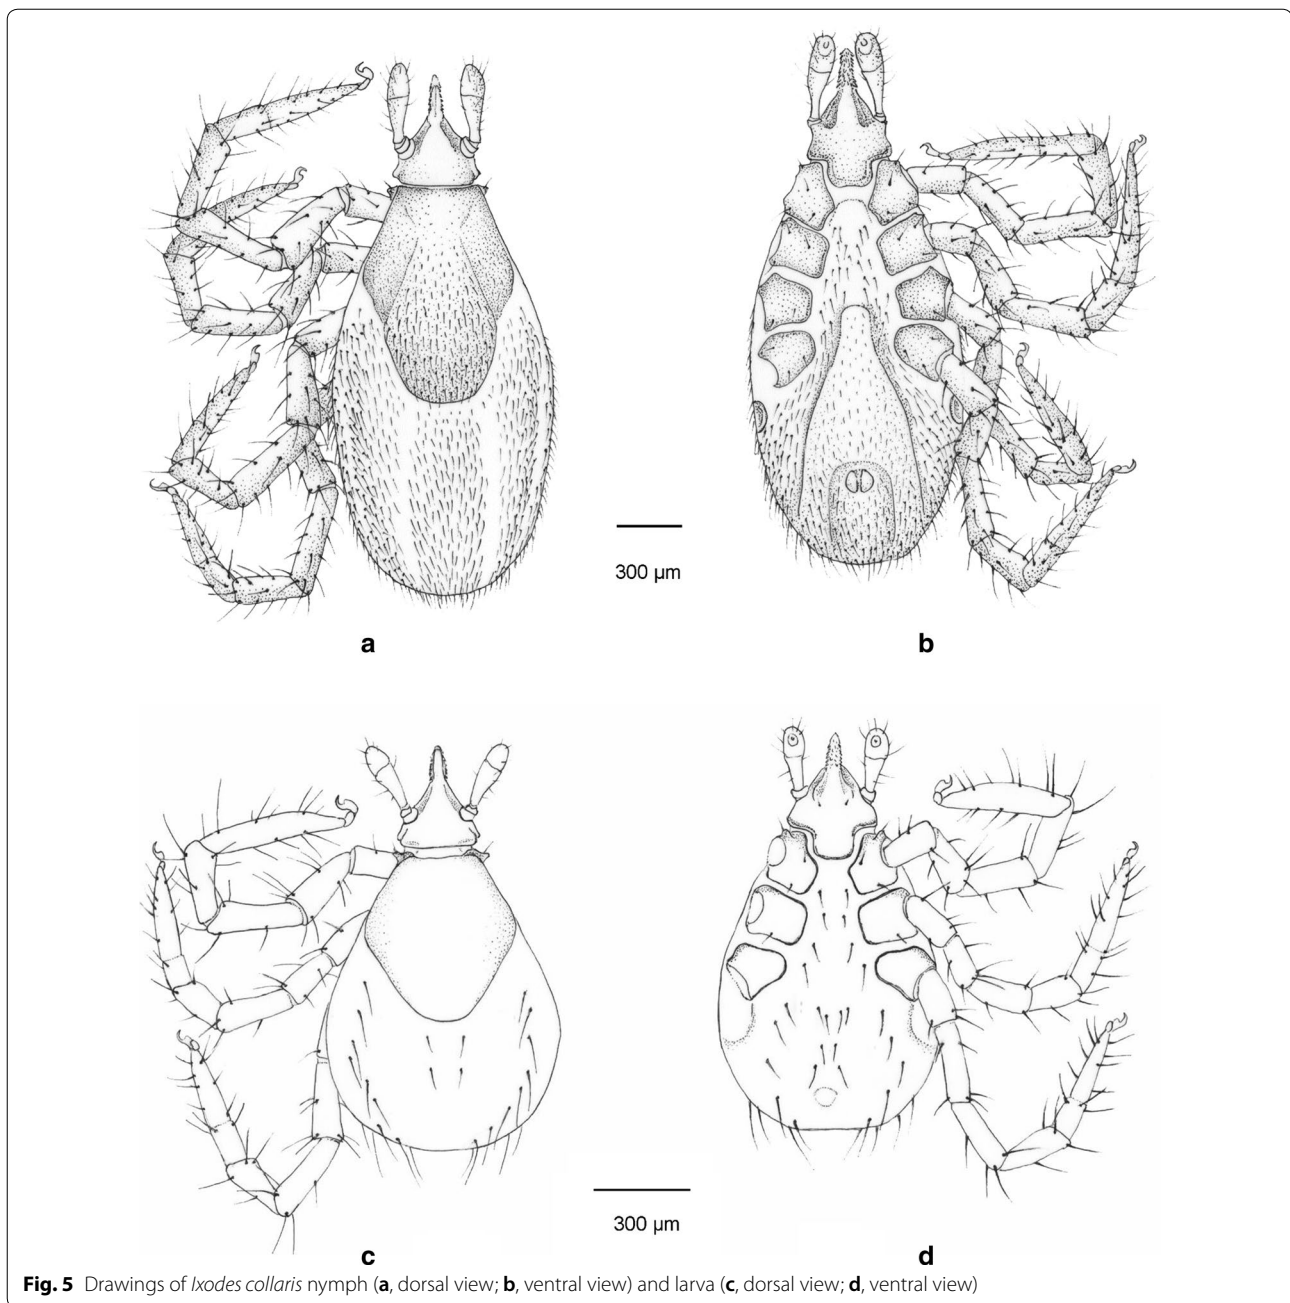 300 μm
a
b
300 μm
c
d
Fig. 5 Drawings of Ixodes collaris nymph (a, dorsal view; b, ventral view) and larva (c, dorsal view; d, ventral view)